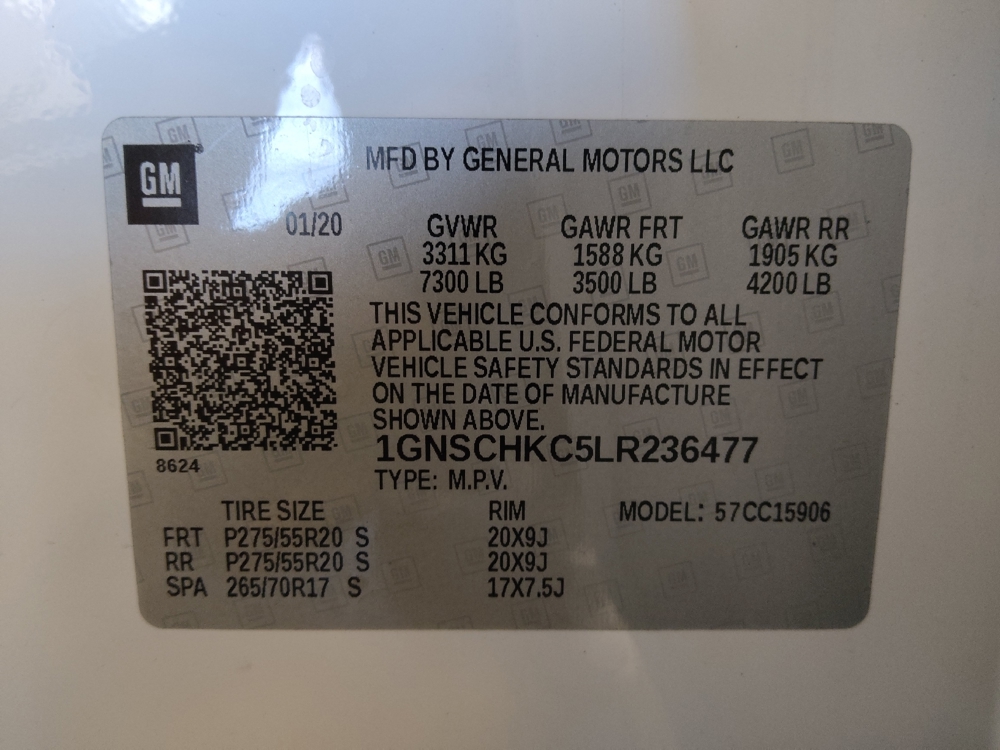 GM
MFD BY GENERAL MOTORS LLC
01/20
GVWR GAWR FRT GAWR RR
3311 KG 1588 KG 1905 KG
7300 LB 3500 LB 4200 LB
THIS VEHICLE CONFORMS TO ALL
APPLICABLE U.S. FEDERAL MOTOR
VEHICLE SAFETY STANDARDS IN EFFECT
ON THE DATE OF MANUFACTURE
SHOWN ABOVE.
1GNSCHKC5LR236477
8624
TYPE: M.P.V.
TIRE SIZE RIM MODEL: 57CC15906
FRT P275/55R20 S 20X9J
RR P275/55R20 S 20X9J
SPA 265/70R17 S 17X7.5J